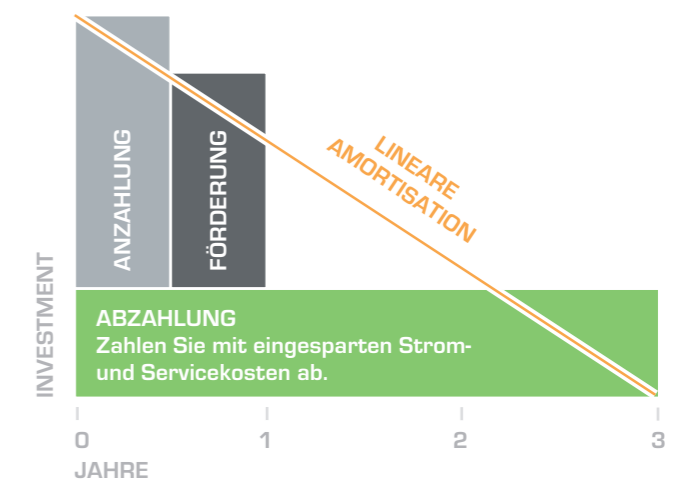 ANZAHLUNG
FÖRDERUNG
LINEARE
AMORTISATION
INVESTMENT
ABZAHLUNG
Zahlen Sie mit eingesparten Strom-
und Servicekosten ab.
0 1 2 3
JAHRE